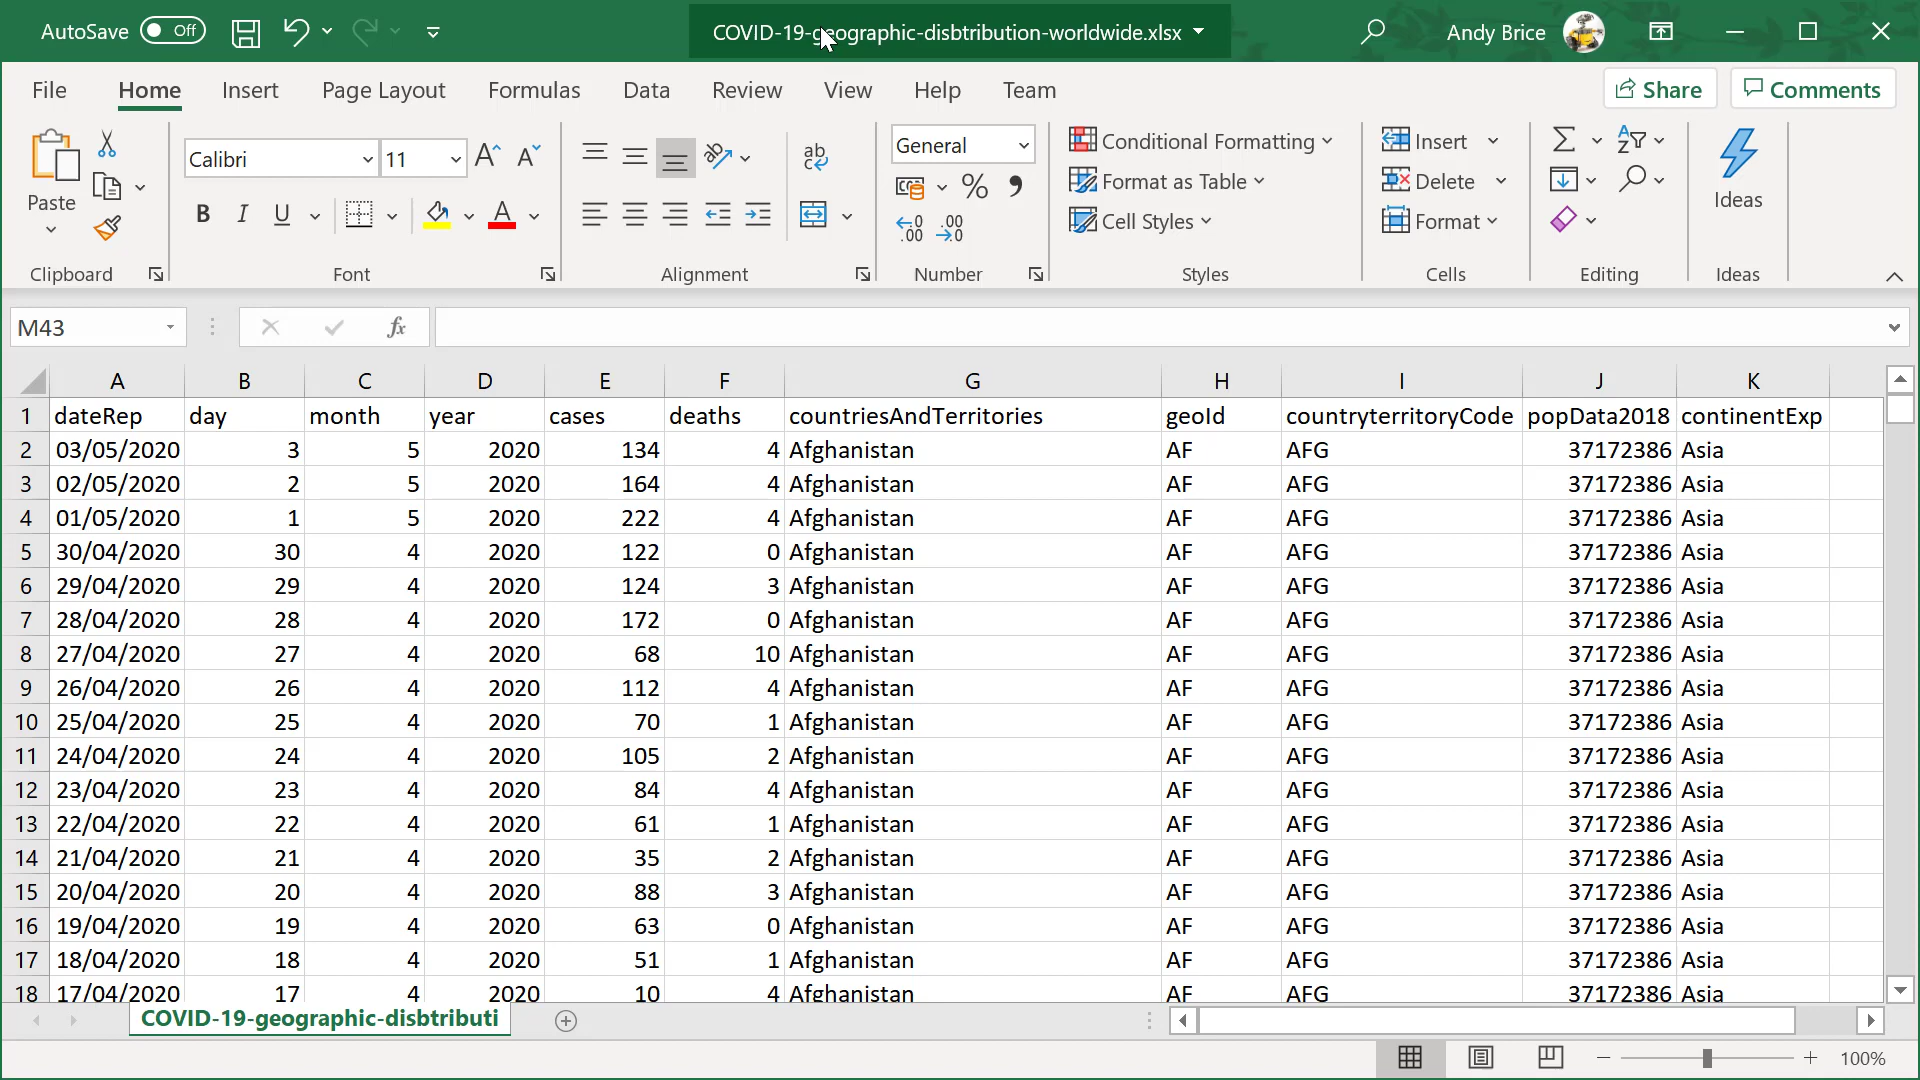 AutoSave Off COVID-19-geographic-disbtribution-worldwide.xlsx Andy Brice
File Home Insert Page Layout Formulas Data Review View Help Team Share Comments
Paste Calibri 11 General Conditional Formatting Insert
Format as Table Delete Ideas
Cell Styles Format
Clipboard Font Alignment Number Styles Cells Editing Ideas
M43
A B C D E F G H I J K
1 dateRep day month year cases deaths countriesAndTerritories geoId countryterritoryCode popData2018 continentExp
2 03/05/2020 3 5 2020 134 4 Afghanistan AF AFG 37172386 Asia
3 02/05/2020 2 5 2020 164 4 Afghanistan AF AFG 37172386 Asia
4 01/05/2020 1 5 2020 222 4 Afghanistan AF AFG 37172386 Asia
5 30/04/2020 30 4 2020 122 0 Afghanistan AF AFG 37172386 Asia
6 29/04/2020 29 4 2020 124 3 Afghanistan AF AFG 37172386 Asia
7 28/04/2020 28 4 2020 172 0 Afghanistan AF AFG 37172386 Asia
8 27/04/2020 27 4 2020 68 10 Afghanistan AF AFG 37172386 Asia
9 26/04/2020 26 4 2020 112 4 Afghanistan AF AFG 37172386 Asia
10 25/04/2020 25 4 2020 70 1 Afghanistan AF AFG 37172386 Asia
11 24/04/2020 24 4 2020 105 2 Afghanistan AF AFG 37172386 Asia
12 23/04/2020 23 4 2020 84 4 Afghanistan AF AFG 37172386 Asia
13 22/04/2020 22 4 2020 61 1 Afghanistan AF AFG 37172386 Asia
14 21/04/2020 21 4 2020 35 2 Afghanistan AF AFG 37172386 Asia
15 20/04/2020 20 4 2020 88 3 Afghanistan AF AFG 37172386 Asia
16 19/04/2020 19 4 2020 63 0 Afghanistan AF AFG 37172386 Asia
17 18/04/2020 18 4 2020 51 1 Afghanistan AF AFG 37172386 Asia
18 17/04/2020 17 4 2020 10 4 Afghanistan AF AFG 37172386 Asia
COVID-19-geographic-disbtributi
100%